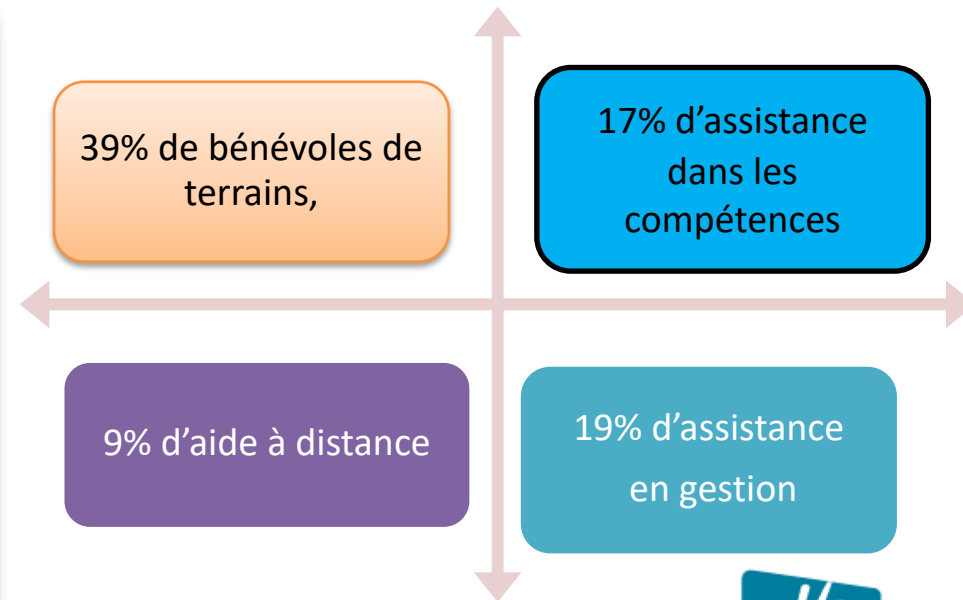 39% de bénévoles de
terrains,
17% d’assistance
dans les
compétences
9% d’aide à distance
19% d’assistance
en gestion